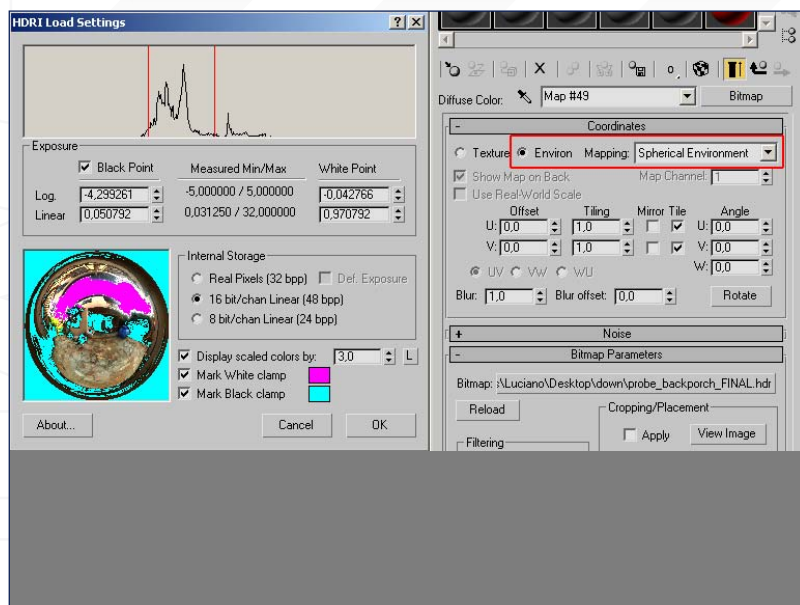 HDRI Load Settings
Exposure
Black Point
Measured Min/Max
White Point
Log. -4,299261 -5,000000 / 5,000000 -0,042766
Linear 0,050792 0,031250 / 32,000000 0,970792
Internal Storage
Real Pixels (32 bpp) Def. Exposure
16 bit/chan Linear (48 bpp)
8 bit/chan Linear (24 bpp)
Display scaled colors by: 3,0 L
Mark White clamp
Mark Black clamp
About... Cancel OK
Diffuse Color: Map #49 Bitmap
- Coordinates
Texture Environ Mapping: Spherical Environment
Show Map on Back Map Channel: 1
Use Real-World Scale
Offset Tiling Mirror Tile Angle
U: 0,0 1,0 U: 0,0
V: 0,0 1,0 V: 0,0
UV VW WU W: 0,0
Blur: 1,0 Blur offset: 0,0 Rotate
+ Noise
- Bitmap Parameters
Bitmap: :\Luciano\Desktop\down\probe_backporch_FINAL.hdr
Reload Cropping/Placement
Apply View Image
Filtering